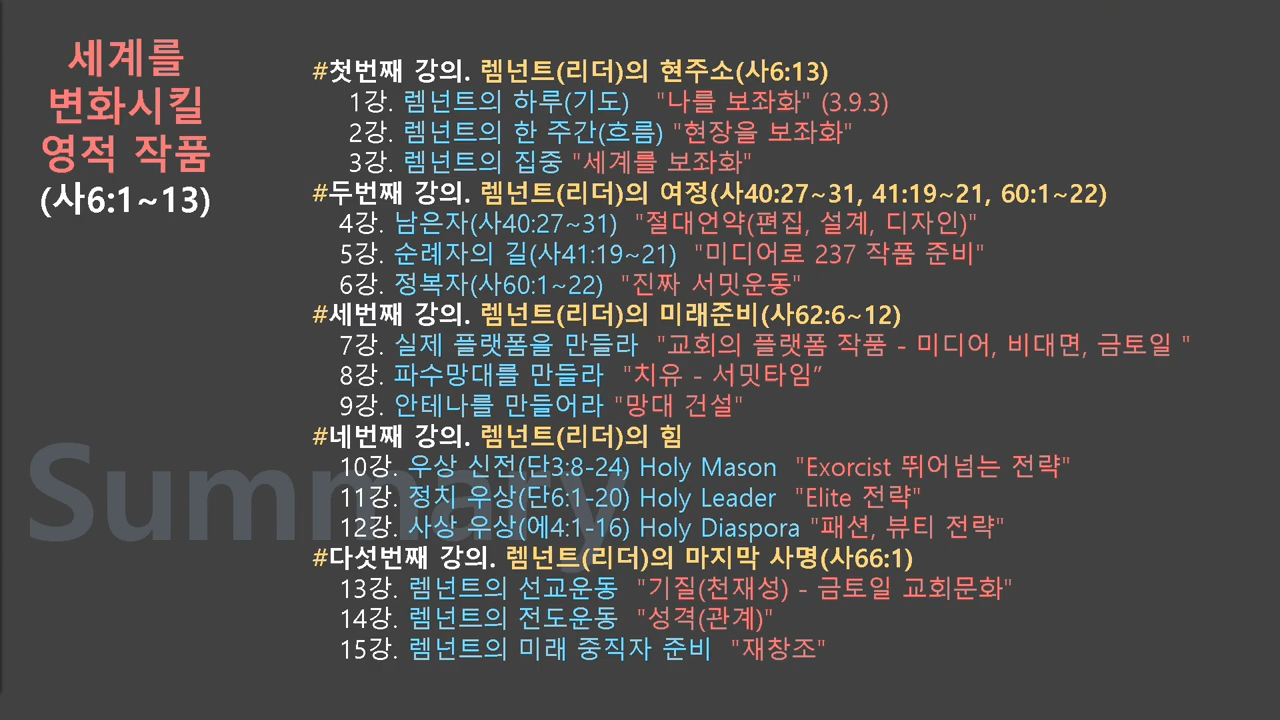 세계를
변화시킬
영적 작품
(사6:1~13)
#첫번째 강의. 렘넌트(리더)의 현주소(사6:13)
1강. 렘넌트의 하루(기도) "나를 보좌화" (3.9.3)
2강. 렘넌트의 한 주간(흐름) "현장을 보좌화"
3강. 렘넌트의 집중 "세계를 보좌화"
#두번째 강의. 렘넌트(리더)의 여정(사40:27~31, 41:19~21, 60:1~22)
4강. 남은자(사40:27~31) "절대언약(편집, 설계, 디자인)"
5강. 순례자의 길(사41:19~21) "미디어로 237 작품 준비"
6강. 정복자(사60:1~22) "진짜 서밋운동"
#세번째 강의. 렘넌트(리더)의 미래준비(사62:6~12)
7강. 실제 플랫폼을 만들라 "교회의 플랫폼 작품 - 미디어, 비대면, 금토일 "
8강. 파수망대를 만들라 "치유 - 서밋타임”
9강. 안테나를 만들어라 "망대 건설"
#네번째 강의. 렘넌트(리더)의 힘
10강. 우상 신전(단3:8-24) Holy Mason "Exorcist 뛰어넘는 전략"
11강. 정치 우상(단6:1-20) Holy Leader "Elite 전략"
12강. 사상 우상(에4:1-16) Holy Diaspora "패션, 뷰티 전략"
#다섯번째 강의. 렘넌트(리더)의 마지막 사명(사66:1)
13강. 렘넌트의 선교운동 "기질(천재성) - 금토일 교회문화"
14강. 렘넌트의 전도운동 "성격(관계)"
15강. 렘넌트의 미래 중직자 준비 "재창조"
Summary